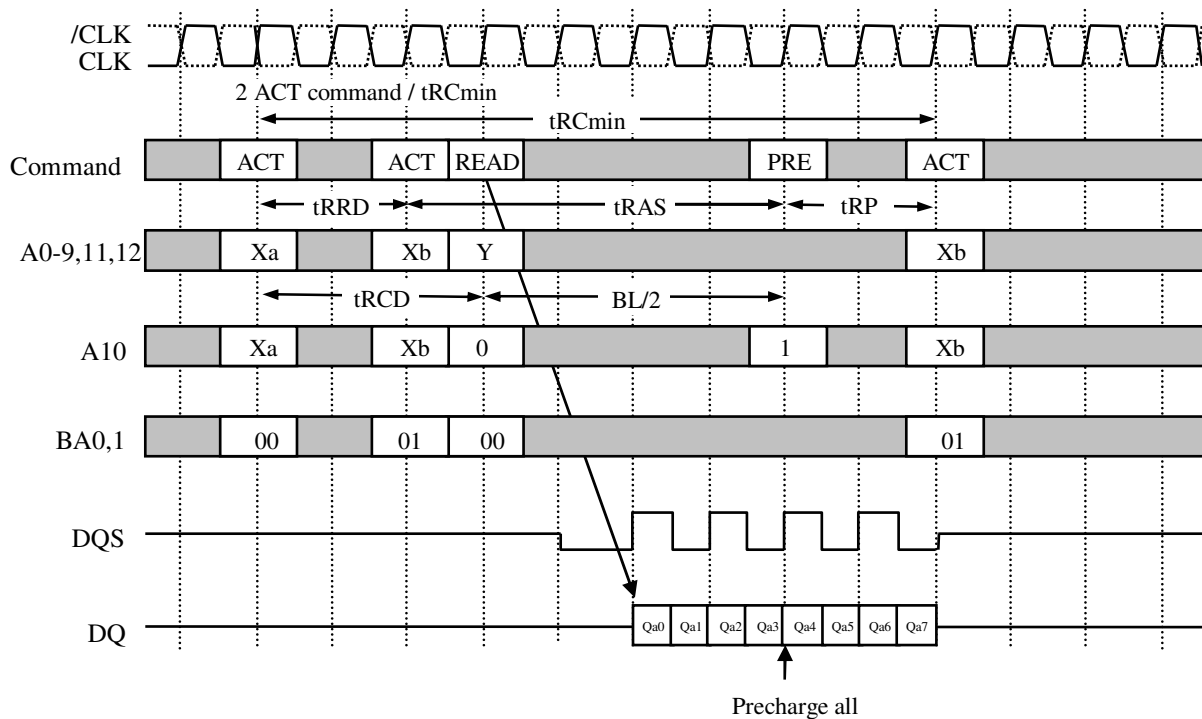 /CLK
CLK
2 ACT command / tRCmin
tRCmin
Command ACT ACT READ PRE ACT
tRRD tRAS tRP
A0-9,11,12 Xa Xb Y Xb
tRCD BL/2
A10 Xa Xb 0 1 Xb
BA0,1 00 01 00 01
DQS
DQ Qa0 Qa1 Qa2 Qa3 Qa4 Qa5 Qa6 Qa7
Precharge all